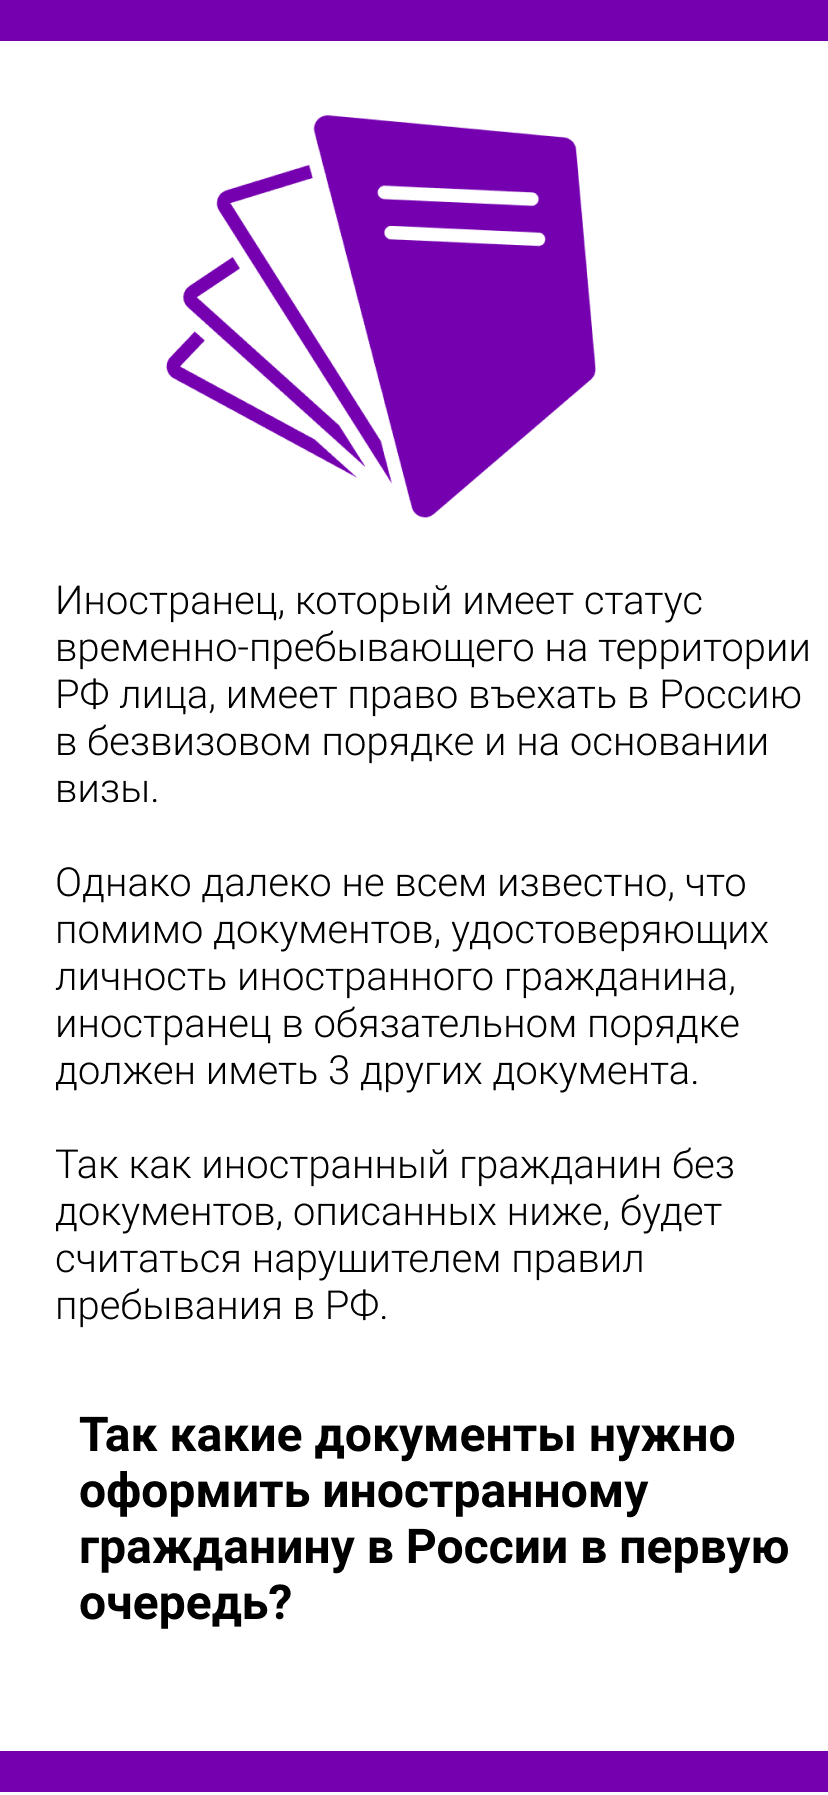 Иностранец, который имеет статус
временно-пребывающего на территории
РФ лица, имеет право въехать в Россию
в безвизовом порядке и на основании
визы.
Однако далеко не всем известно, что
помимо документов, удостоверяющих
личность иностранного гражданина,
иностранец в обязательном порядке
должен иметь 3 других документа.
Так как иностранный гражданин без
документов, описанных ниже, будет
считаться нарушителем правил
пребывания в РФ.
Так какие документы нужно
оформить иностранному
гражданину в России в первую
очередь?